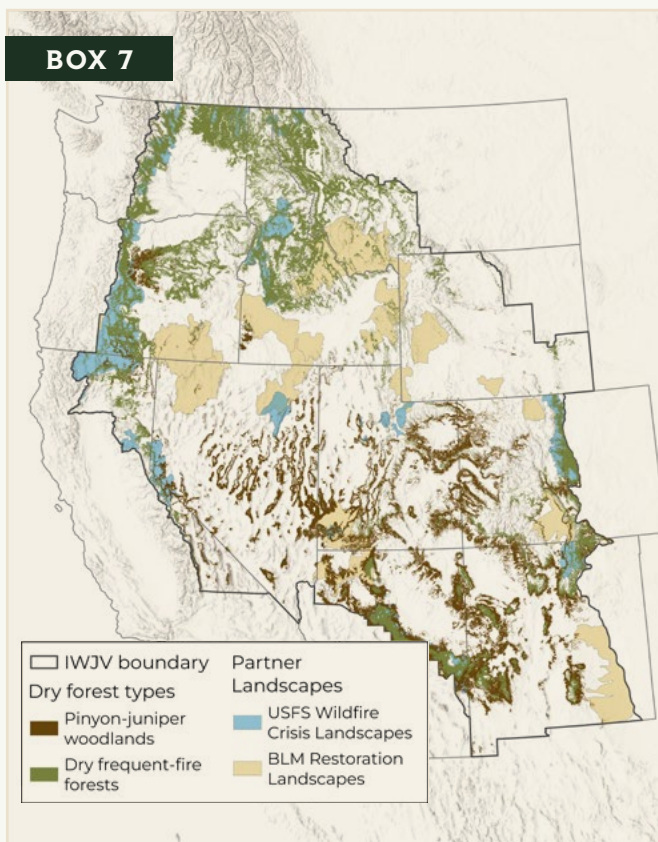 BOX 7
IWJV boundary
Dry forest types
Pinyon-juniper
woodlands
Dry frequent-fire
forests
Partner
Landscapes
USFS Wildfire
Crisis Landscapes
BLM Restoration
Landscapes